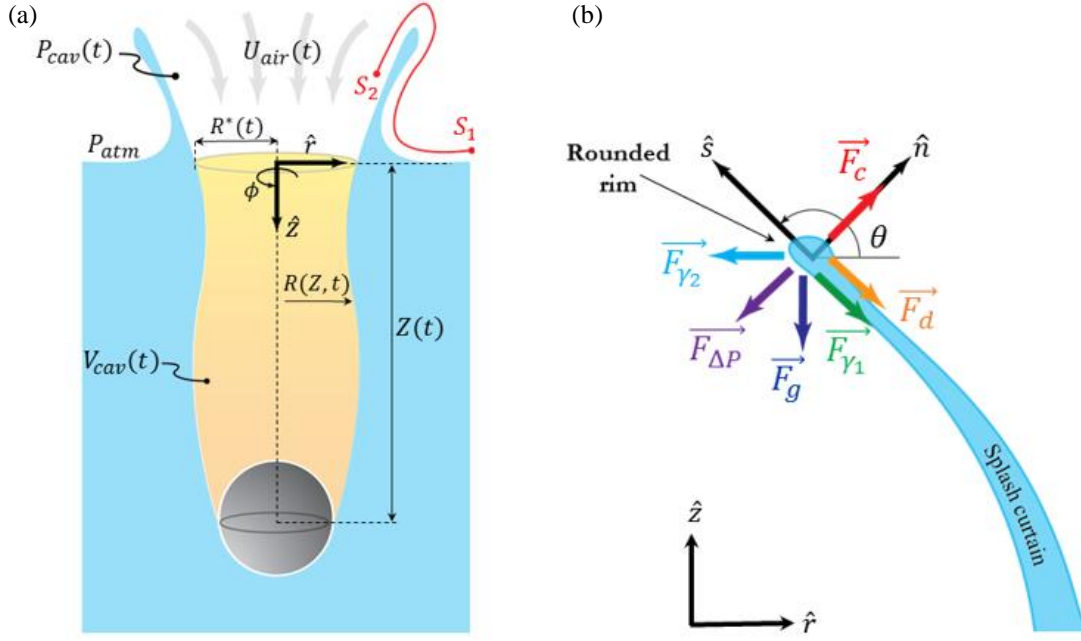 (a)
P_cav(t)
U_air(t)
S_2
S_1
R*(t)
P_atm
r̂
ϕ
ẑ
R(Z, t)
Z(t)
V_cav(t)
(b)
ŝ
Rounded
rim
F_c
n̂
θ
F_γ2
F_d
F_ΔP
F_g
F_γ1
Splash curtain
ẑ
r̂